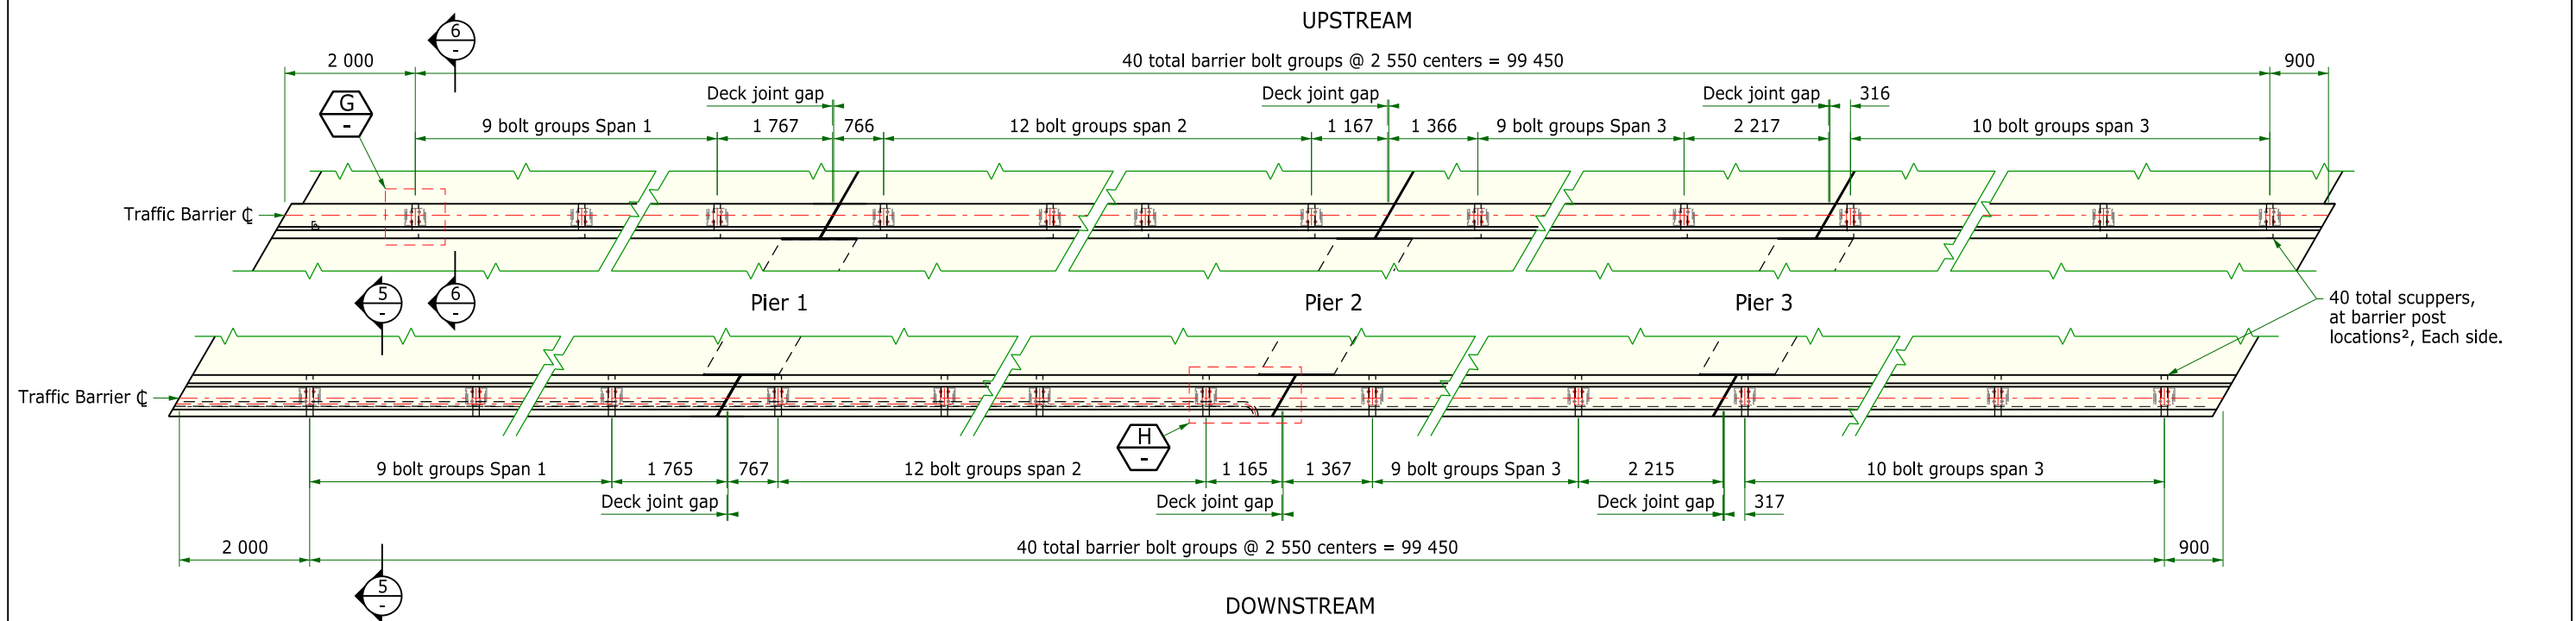 UPSTREAM
6
-
2 000
40 total barrier bolt groups @ 2 550 centers = 99 450
900
G
-
Deck joint gap
Deck joint gap
Deck joint gap
316
9 bolt groups Span 1
1 767
766
12 bolt groups span 2
1 167
1 366
9 bolt groups Span 3
2 217
10 bolt groups span 3
Traffic Barrier ℄
5
-
6
-
Pier 1
Pier 2
Pier 3
40 total scuppers,
at barrier post
locations², Each side.
Traffic Barrier ℄
H
-
9 bolt groups Span 1
1 765
767
12 bolt groups span 2
1 165
1 367
9 bolt groups Span 3
2 215
10 bolt groups span 3
Deck joint gap
Deck joint gap
Deck joint gap
317
2 000
40 total barrier bolt groups @ 2 550 centers = 99 450
900
5
-
DOWNSTREAM